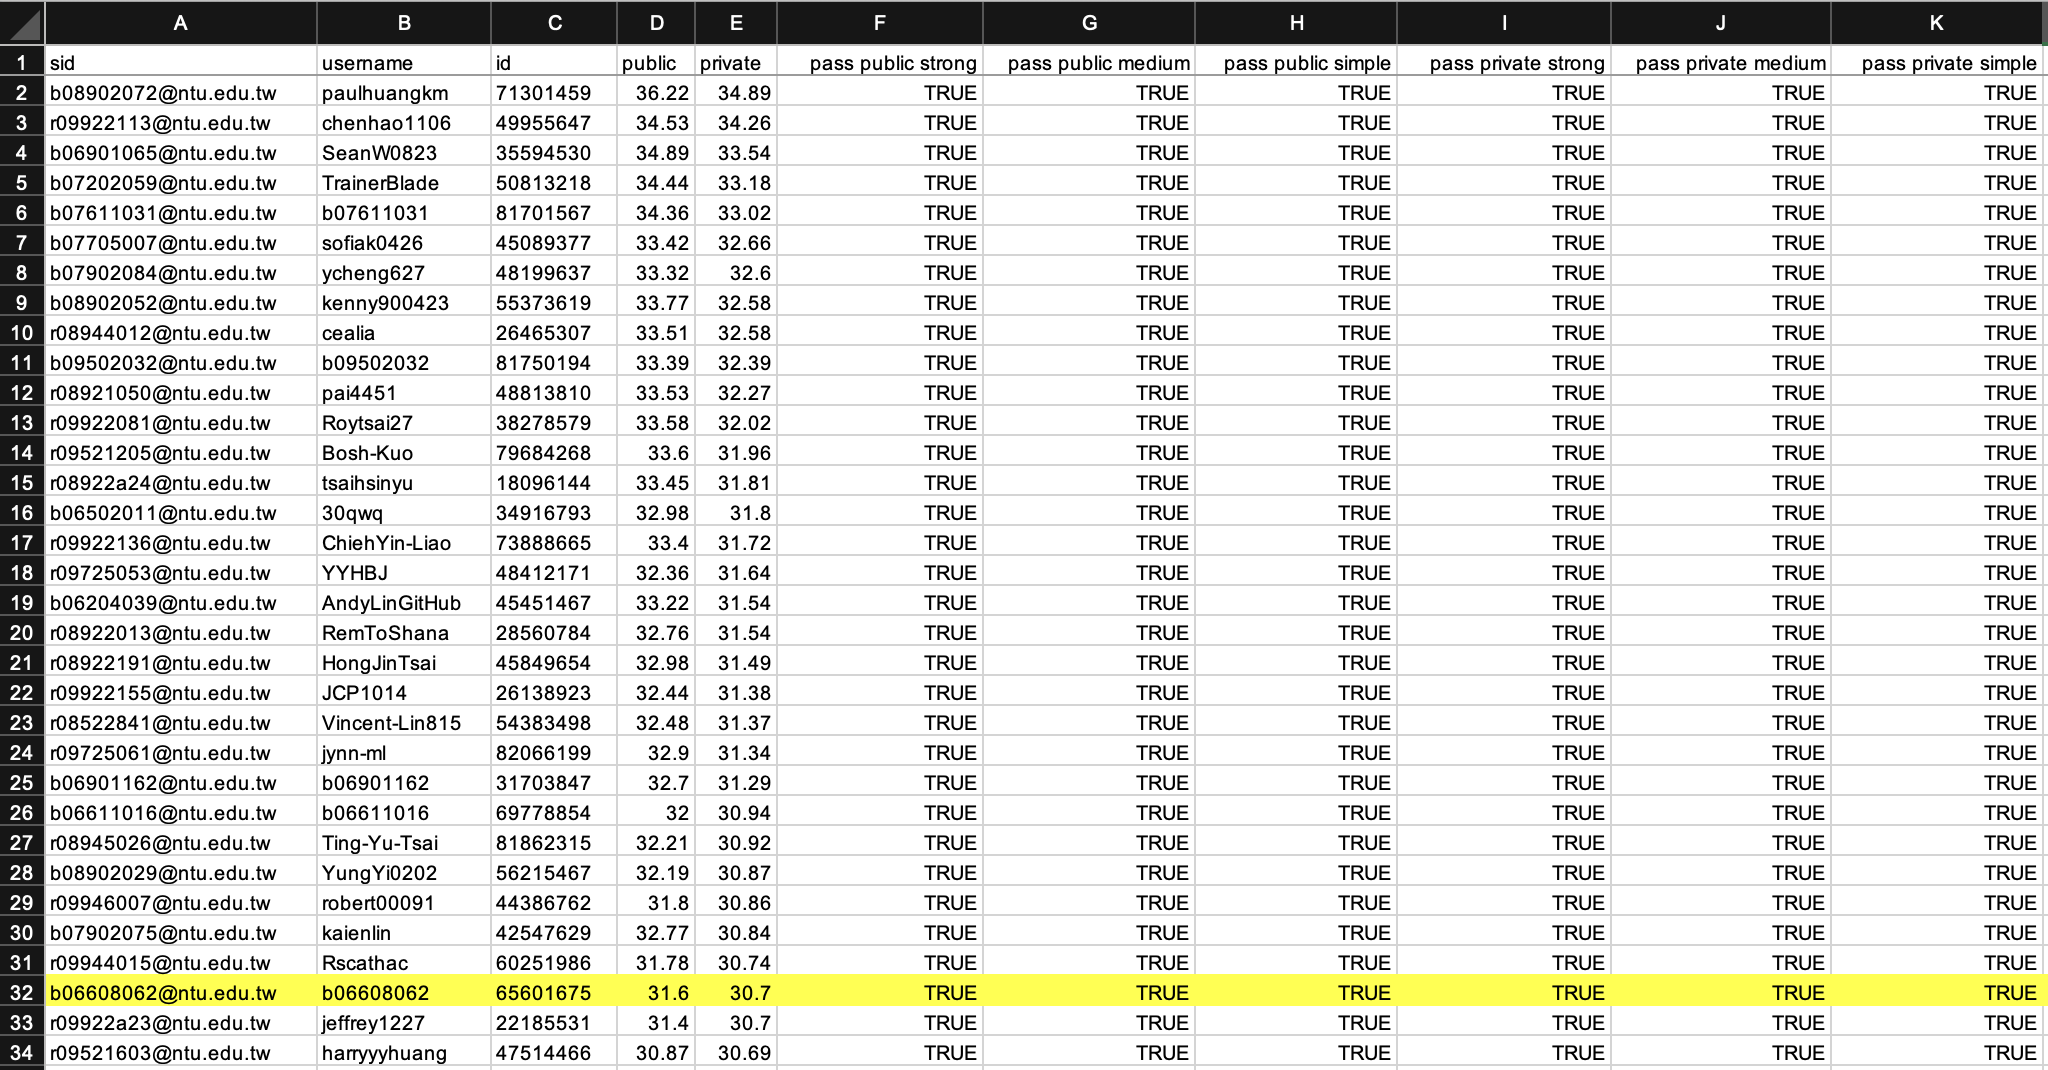 A B C D E F G H I J K
1 sid username id public private pass public strong pass public medium pass public simple pass private strong pass private medium pass private simple
2 b08902072@ntu.edu.tw paulhuangkm 71301459 36.22 34.89 TRUE TRUE TRUE TRUE TRUE TRUE
3 r09922113@ntu.edu.tw chenhao1106 49955647 34.53 34.26 TRUE TRUE TRUE TRUE TRUE TRUE
4 b06901065@ntu.edu.tw SeanW0823 35594530 34.89 33.54 TRUE TRUE TRUE TRUE TRUE TRUE
5 b07202059@ntu.edu.tw TrainerBlade 50813218 34.44 33.18 TRUE TRUE TRUE TRUE TRUE TRUE
6 b07611031@ntu.edu.tw b07611031 81701567 34.36 33.02 TRUE TRUE TRUE TRUE TRUE TRUE
7 b07705007@ntu.edu.tw sofiak0426 45089377 33.42 32.66 TRUE TRUE TRUE TRUE TRUE TRUE
8 b07902084@ntu.edu.tw ycheng627 48199637 33.32 32.6 TRUE TRUE TRUE TRUE TRUE TRUE
9 b08902052@ntu.edu.tw kenny900423 55373619 33.77 32.58 TRUE TRUE TRUE TRUE TRUE TRUE
10 r08944012@ntu.edu.tw cealia 26465307 33.51 32.58 TRUE TRUE TRUE TRUE TRUE TRUE
11 b09502032@ntu.edu.tw b09502032 81750194 33.39 32.39 TRUE TRUE TRUE TRUE TRUE TRUE
12 r08921050@ntu.edu.tw pai4451 48813810 33.53 32.27 TRUE TRUE TRUE TRUE TRUE TRUE
13 r09922081@ntu.edu.tw Roytsai27 38278579 33.58 32.02 TRUE TRUE TRUE TRUE TRUE TRUE
14 r09521205@ntu.edu.tw Bosh-Kuo 79684268 33.6 31.96 TRUE TRUE TRUE TRUE TRUE TRUE
15 r08922a24@ntu.edu.tw tsaihsinyu 18096144 33.45 31.81 TRUE TRUE TRUE TRUE TRUE TRUE
16 b06502011@ntu.edu.tw 30qwq 34916793 32.98 31.8 TRUE TRUE TRUE TRUE TRUE TRUE
17 r09922136@ntu.edu.tw ChiehYin-Liao 73888665 33.4 31.72 TRUE TRUE TRUE TRUE TRUE TRUE
18 r09725053@ntu.edu.tw YYHBJ 48412171 32.36 31.64 TRUE TRUE TRUE TRUE TRUE TRUE
19 b06204039@ntu.edu.tw AndyLinGitHub 45451467 33.22 31.54 TRUE TRUE TRUE TRUE TRUE TRUE
20 r08922013@ntu.edu.tw RemToShana 28560784 32.76 31.54 TRUE TRUE TRUE TRUE TRUE TRUE
21 r08922191@ntu.edu.tw HongJinTsai 45849654 32.98 31.49 TRUE TRUE TRUE TRUE TRUE TRUE
22 r09922155@ntu.edu.tw JCP1014 26138923 32.44 31.38 TRUE TRUE TRUE TRUE TRUE TRUE
23 r08522841@ntu.edu.tw Vincent-Lin815 54383498 32.48 31.37 TRUE TRUE TRUE TRUE TRUE TRUE
24 r09725061@ntu.edu.tw jynn-ml 82066199 32.9 31.34 TRUE TRUE TRUE TRUE TRUE TRUE
25 b06901162@ntu.edu.tw b06901162 31703847 32.7 31.29 TRUE TRUE TRUE TRUE TRUE TRUE
26 b06611016@ntu.edu.tw b06611016 69778854 32 30.94 TRUE TRUE TRUE TRUE TRUE TRUE
27 r08945026@ntu.edu.tw Ting-Yu-Tsai 81862315 32.21 30.92 TRUE TRUE TRUE TRUE TRUE TRUE
28 b08902029@ntu.edu.tw YungYi0202 56215467 32.19 30.87 TRUE TRUE TRUE TRUE TRUE TRUE
29 r09946007@ntu.edu.tw robert00091 44386762 31.8 30.86 TRUE TRUE TRUE TRUE TRUE TRUE
30 b07902075@ntu.edu.tw kaienlin 42547629 32.77 30.84 TRUE TRUE TRUE TRUE TRUE TRUE
31 r09944015@ntu.edu.tw Rscathac 60251986 31.78 30.74 TRUE TRUE TRUE TRUE TRUE TRUE
32 b06608062@ntu.edu.tw b06608062 65601675 31.6 30.7 TRUE TRUE TRUE TRUE TRUE TRUE
33 r09922a23@ntu.edu.tw jeffrey1227 22185531 31.4 30.7 TRUE TRUE TRUE TRUE TRUE TRUE
34 r09521603@ntu.edu.tw harryyyhuang 47514466 30.87 30.69 TRUE TRUE TRUE TRUE TRUE TRUE